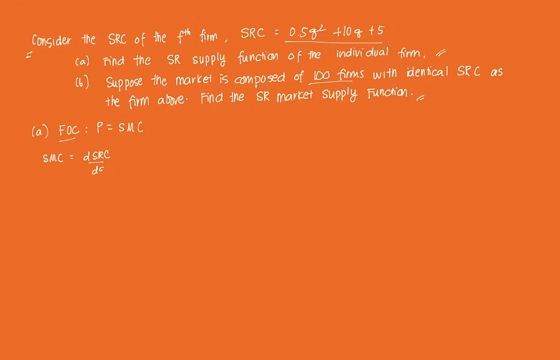 Consider the SRC of the fth firm, SRC = 0.5q² + 10q + 5
(a) Find the SR supply function of the individual firm.
(b) Suppose the market is composed of 100 firms with identical SRC as
the firm above. Find the SR market supply Function.
(a) FOC : P = SMC
SMC = dSRC
ds